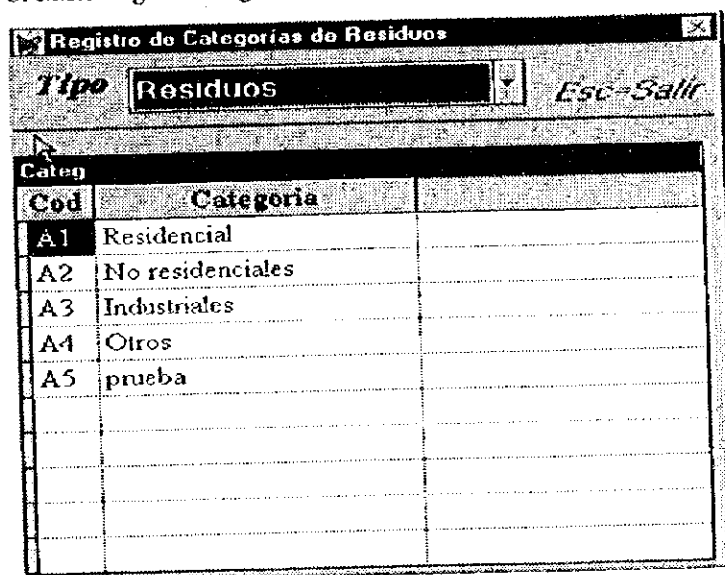 Registro de Categorías de Residuos
Tipo Residuos Esc=Salir
Categ
Cod Categoria
A1 Residencial
A2 No residenciales
A3 Industriales
A4 Otros
A5 prueba